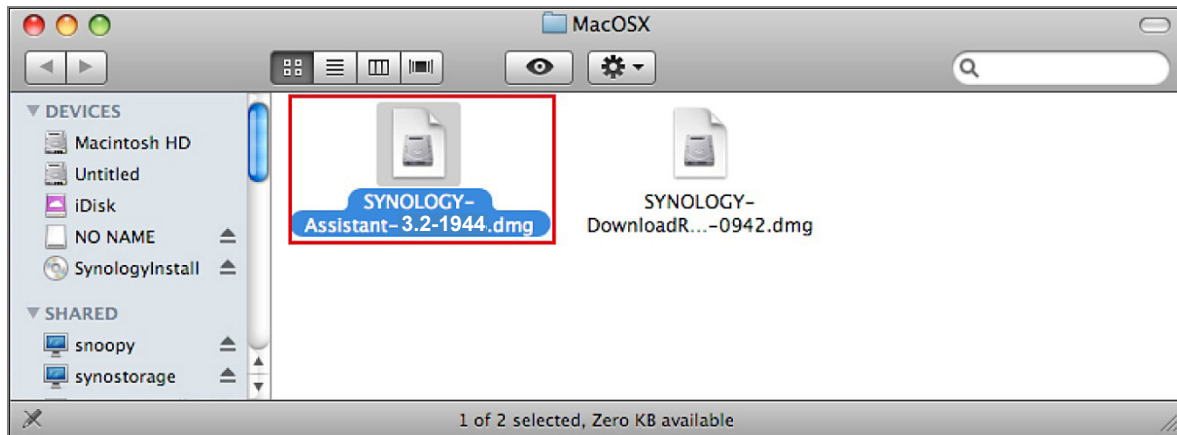 MacOSX
DEVICES
Macintosh HD
Untitled
iDisk
NO NAME
SynologyInstall
SHARED
snoopy
synostorage
SYNOLOGY-
Assistant-3.2-1944.dmg
SYNOLOGY-
DownloadR...-0942.dmg
1 of 2 selected, Zero KB available